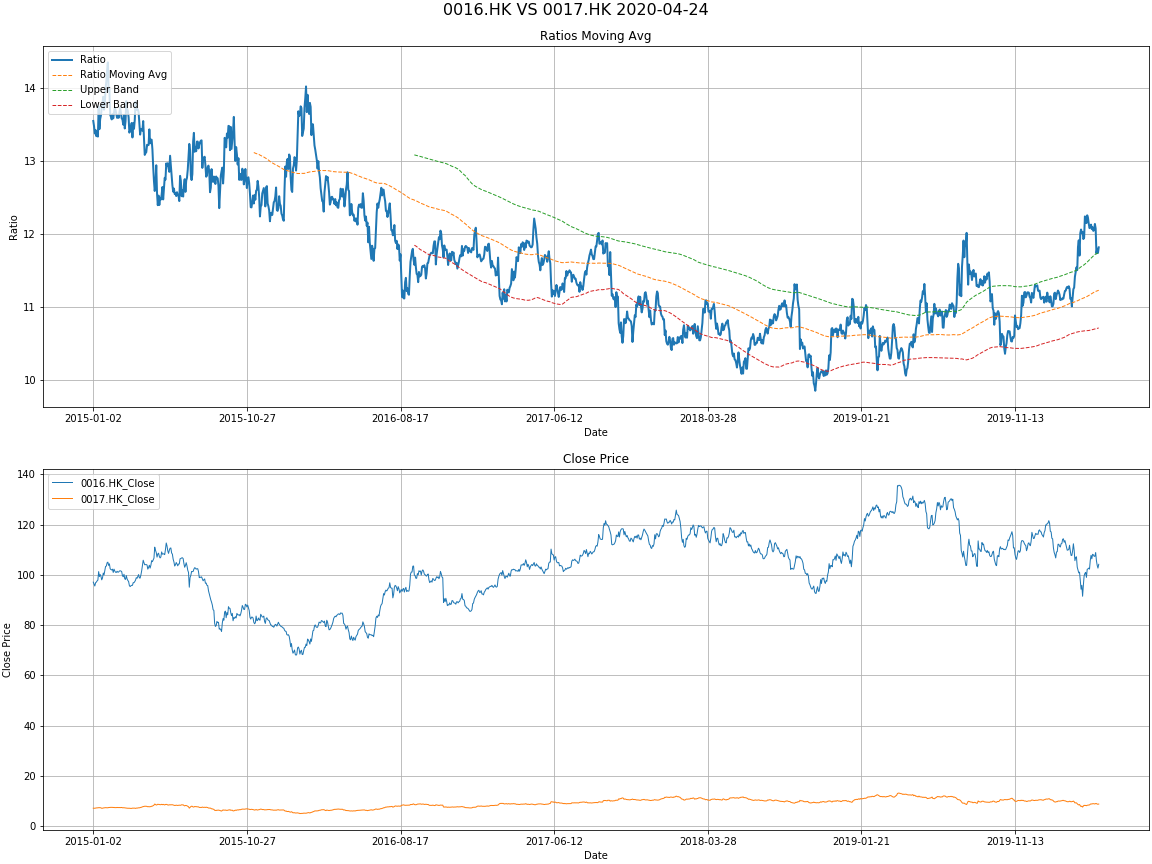 0016.HK VS 0017.HK 2020-04-24
Ratios Moving Avg
Ratio
Ratio Moving Avg
Upper Band
Lower Band
Ratio
14
13
12
11
10
2015-01-02 2015-10-27 2016-08-17 2017-06-12 2018-03-28 2019-01-21 2019-11-13
Date
Close Price
0016.HK_Close
0017.HK_Close
Close Price
140
120
100
80
60
40
20
0
2015-01-02 2015-10-27 2016-08-17 2017-06-12 2018-03-28 2019-01-21 2019-11-13
Date